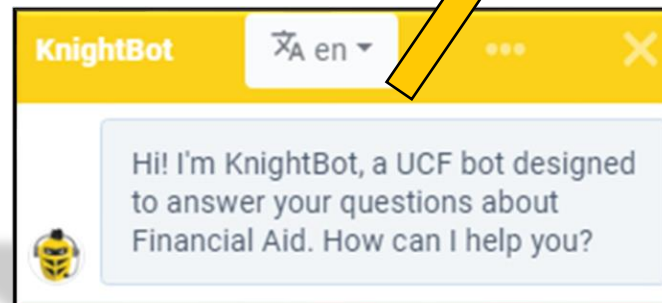 KnightBot
en
Hi! I'm KnightBot, a UCF bot designed
to answer your questions about
Financial Aid. How can I help you?